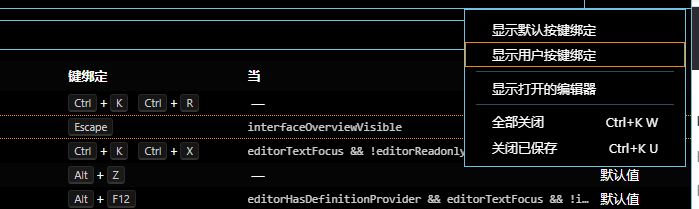 显示默认按键绑定
显示用户按键绑定
显示打开的编辑器
全部关闭 Ctrl+K W
关闭已保存 Ctrl+K U
键绑定 当
Ctrl + K Ctrl + R —
Escape interfaceOverviewVisible
Ctrl + K Ctrl + X editorTextFocus && !editorReadonly
Alt + Z — 默认值
Alt + F12 editorHasDefinitionProvider && editorTextFocus && !i… 默认值